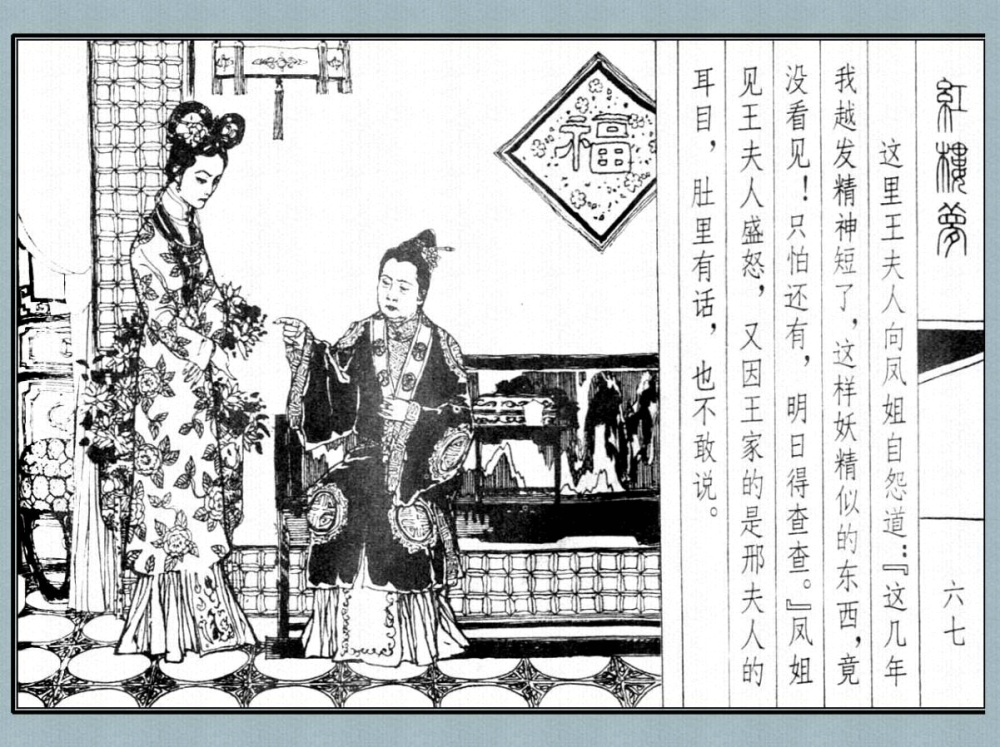 紅樓夢
六七
这里王夫人向凤姐自怨道：『这几年
我越发精神短了，这样妖精似的东西，竟
没看见！只怕还有，明日得查查。』凤姐
见王夫人盛怒，又因王家的是邢夫人的
耳目，肚里有话，也不敢说。
福